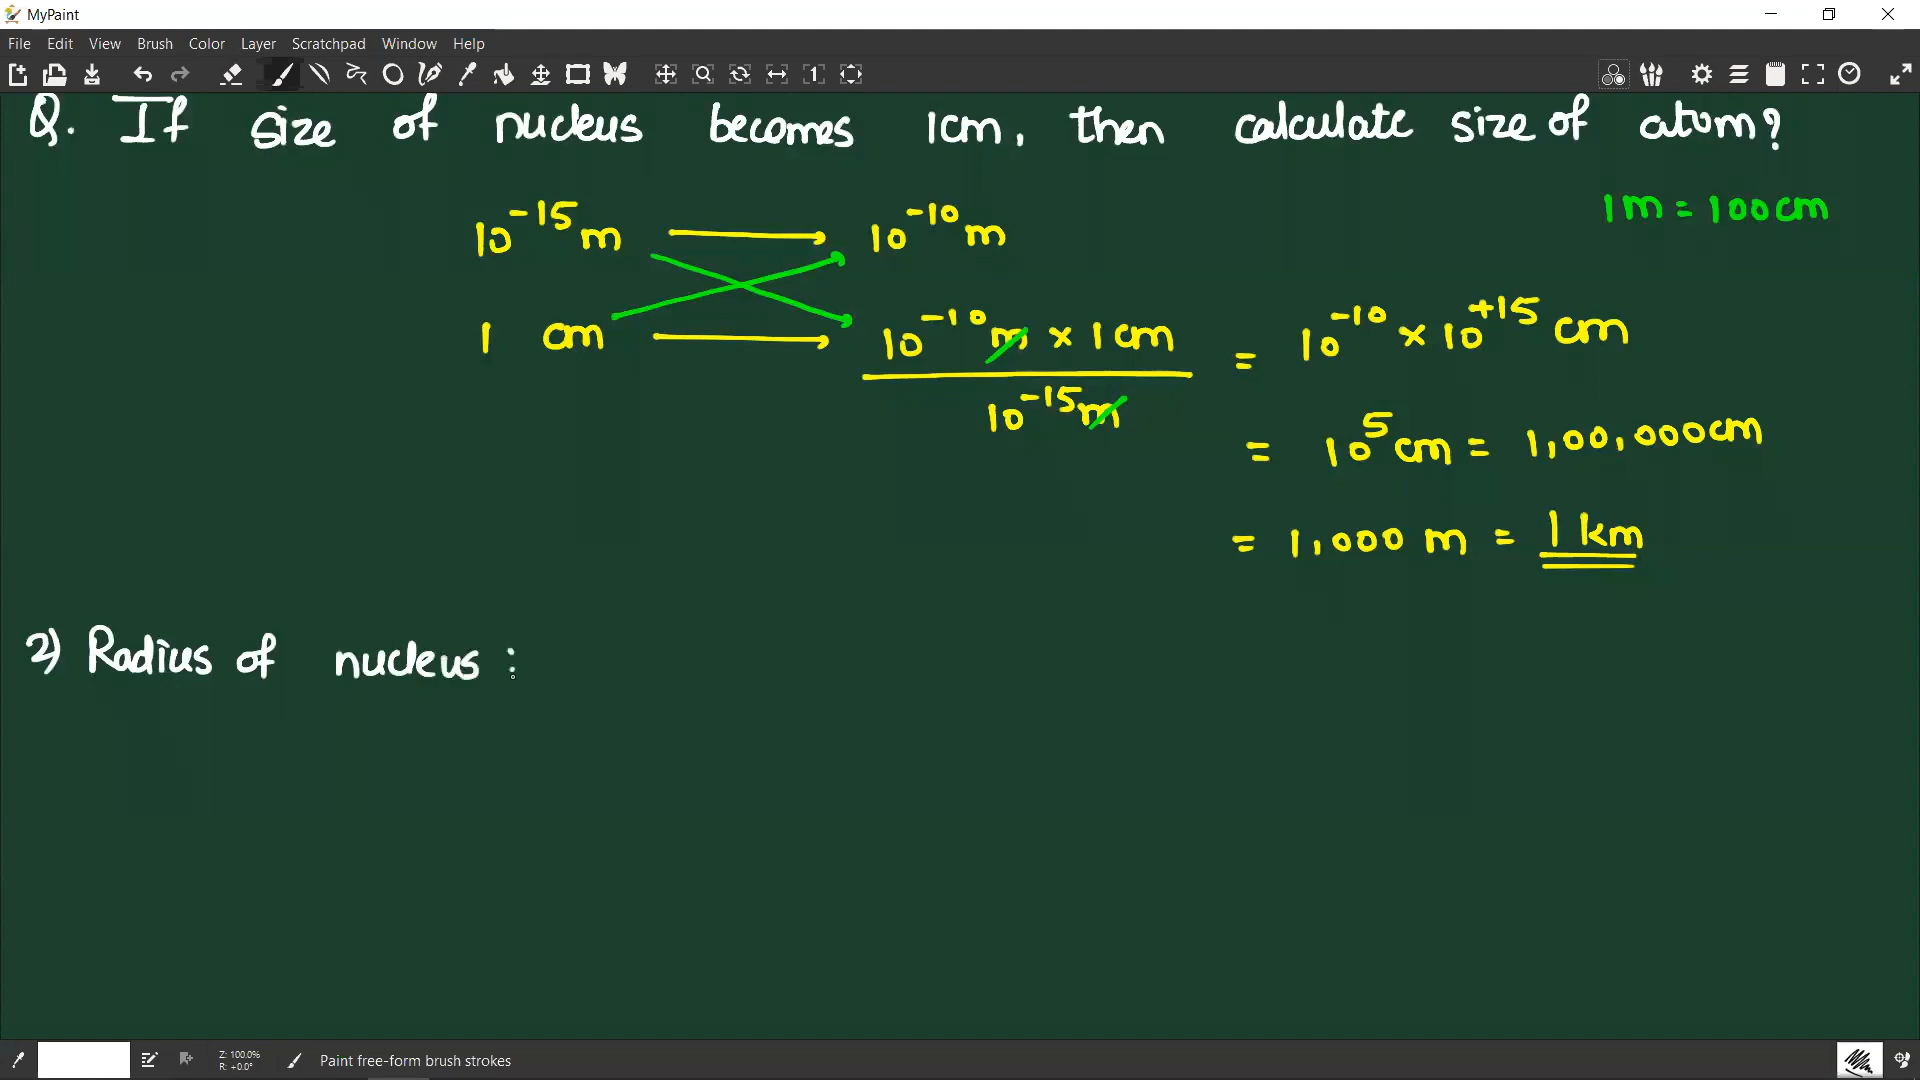 MyPaint
File Edit View Brush Color Layer Scratchpad Window Help
Q. If size of nucleus becomes 1cm, then calculate size of atom?
1m = 100cm
10⁻¹⁵ m → 10⁻¹⁰ m
1 cm → 10⁻¹⁰ m × 1 cm / 10⁻¹⁵ m = 10⁻¹⁰ × 10⁺¹⁵ cm
= 10⁵ cm = 1,00,000cm
= 1,000 m = 1 km
2) Radius of nucleus :
Z: 100.0%
R: +0.0°
Paint free-form brush strokes